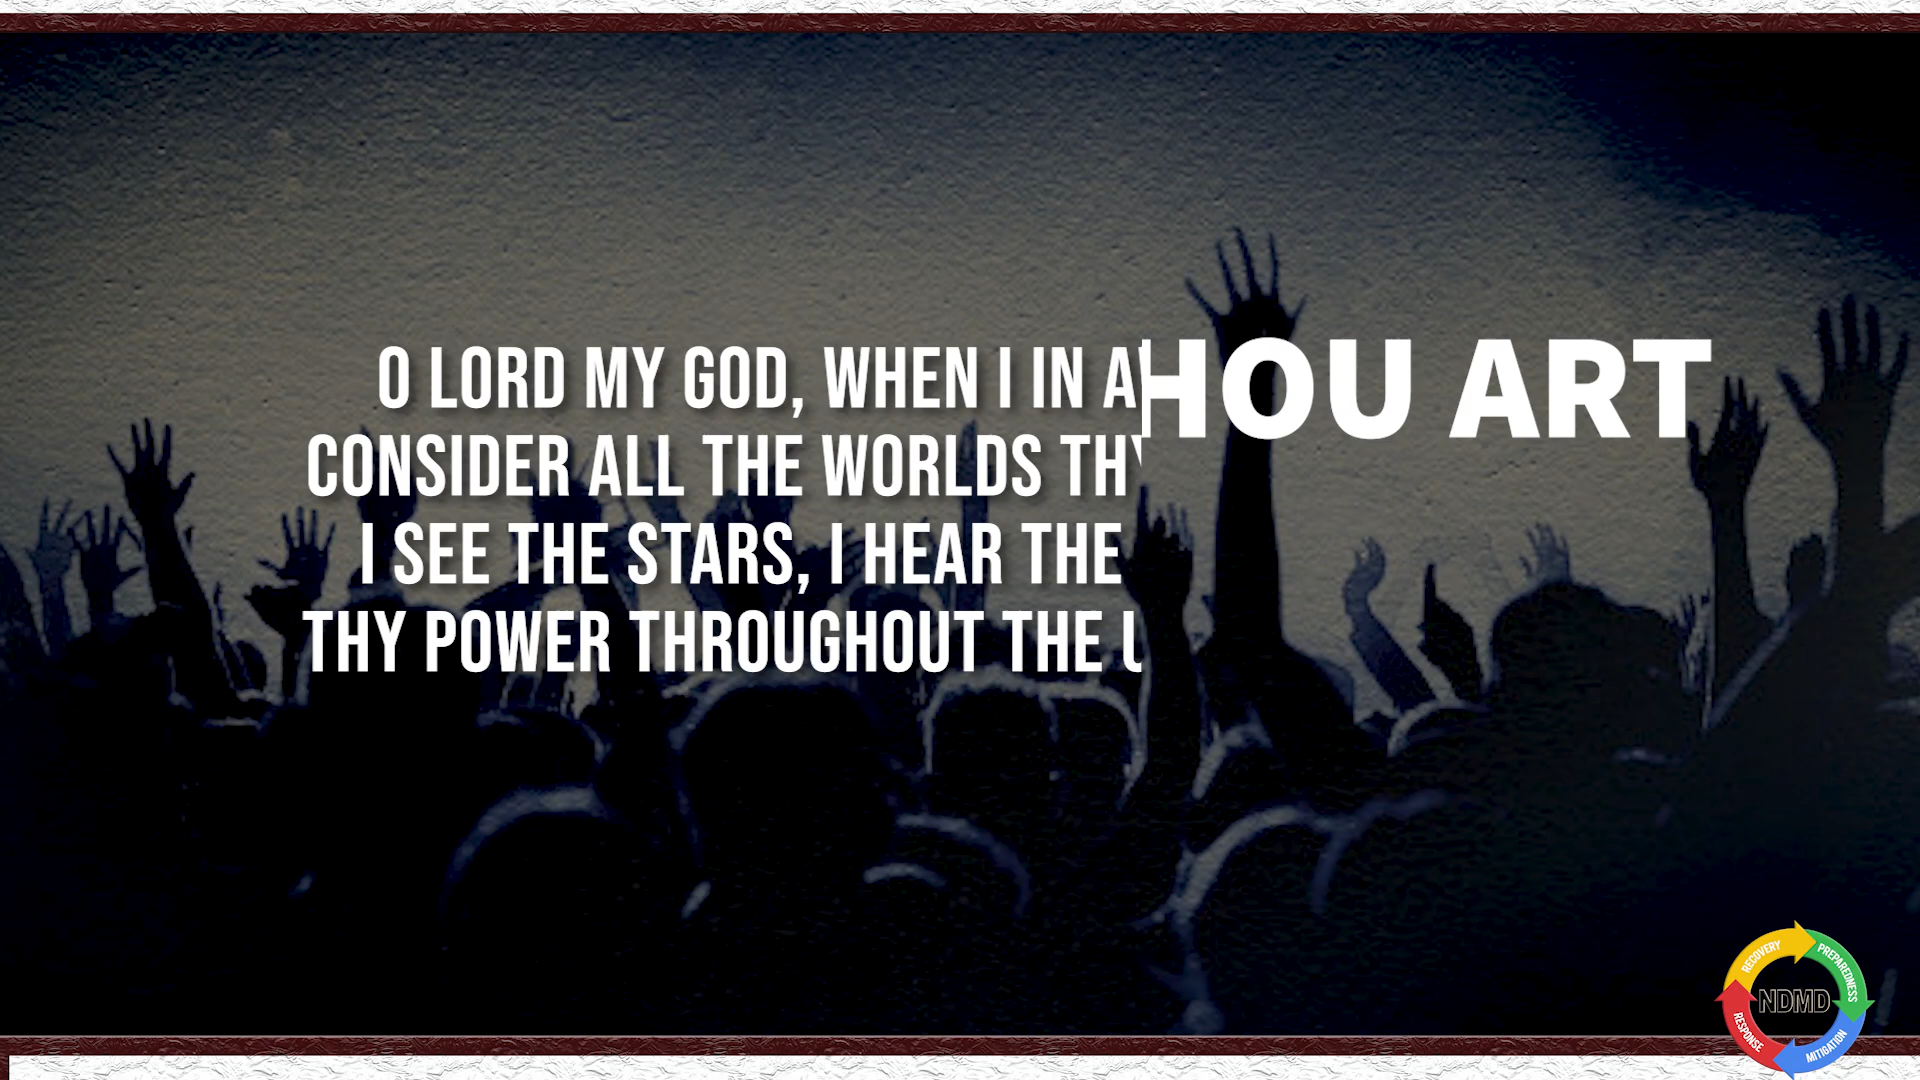 O LORD MY GOD, WHEN I IN A
CONSIDER ALL THE WORLDS THY
I SEE THE STARS, I HEAR THE
THY POWER THROUGHOUT THE U
HOU ART
RECOVERY
PREPAREDNESS
NDMD
RESPONSE
MITIGATION